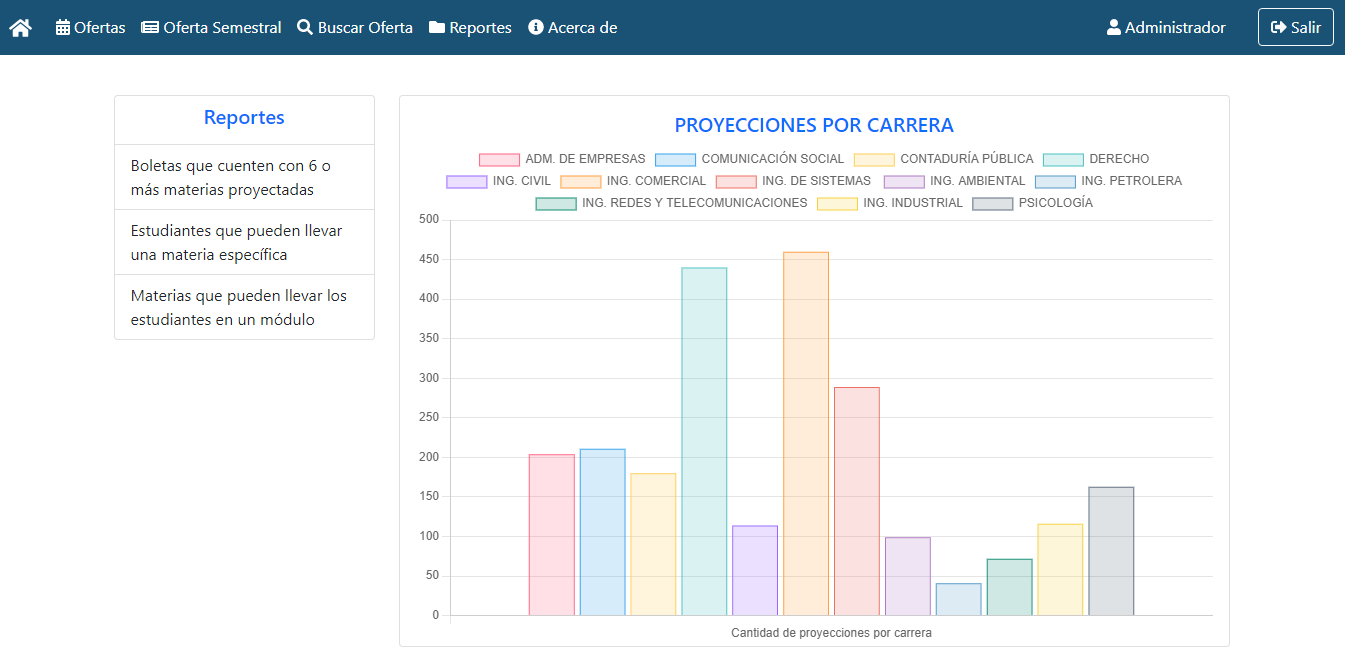 Ofertas Oferta Semestral Buscar Oferta Reportes Acerca de Administrador Salir
Reportes
Boletas que cuenten con 6 o
más materias proyectadas
Estudiantes que pueden llevar
una materia específica
Materias que pueden llevar los
estudiantes en un módulo
PROYECCIONES POR CARRERA
ADM. DE EMPRESAS COMUNICACIÓN SOCIAL CONTADURÍA PÚBLICA DERECHO
ING. CIVIL ING. COMERCIAL ING. DE SISTEMAS ING. AMBIENTAL ING. PETROLERA
ING. REDES Y TELECOMUNICACIONES ING. INDUSTRIAL PSICOLOGÍA
500
450
400
350
300
250
200
150
100
50
0
Cantidad de proyecciones por carrera